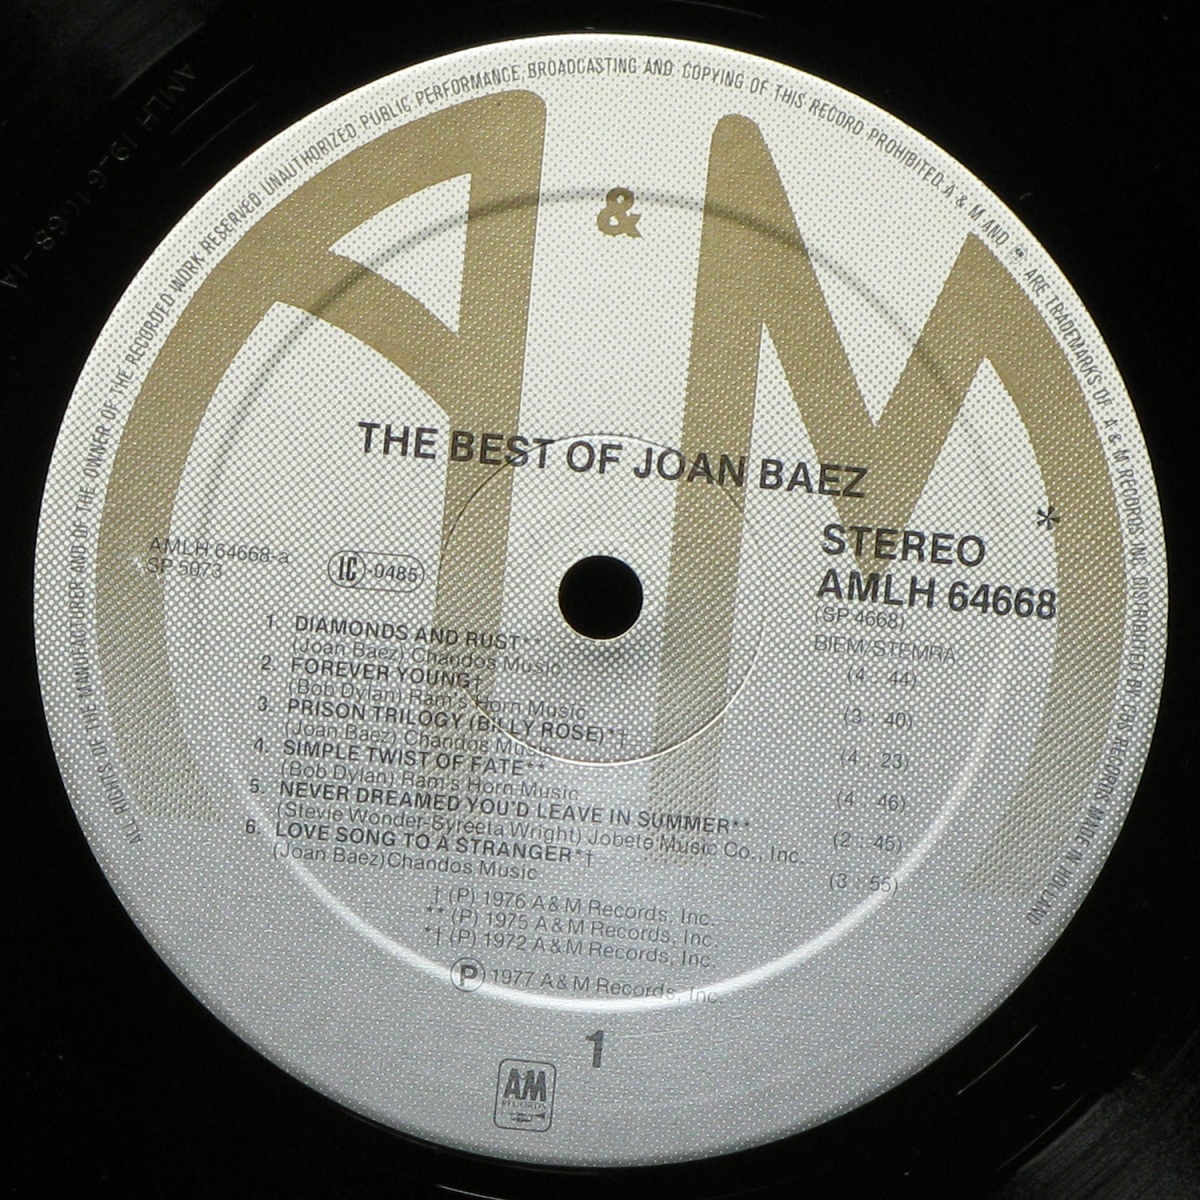 ALL RIGHTS OF THE MANUFACTURER AND OF THE OWNER OF THE RECORDED WORK RESERVED. UNAUTHORIZED PUBLIC PERFORMANCE, BROADCASTING AND COPYING OF THIS RECORD PROHIBITED. A & M AND ARE TRADEMARKS OF A & M RECORDS INC. DISTRIBUTED BY CBS RECORDS MADE IN HOLLAND
A & M
THE BEST OF JOAN BAEZ
*
STEREO
AMLH 64668
(SP 4668)
BIEM/STEMRA
AMLH 64668-a
SP 5073
LC 0485
1. DIAMONDS AND RUST** (4 : 44)
(Joan Baez) Chandos Music
2. FOREVER YOUNG† (3 : 40)
(Bob Dylan) Ram's Horn Music
3. PRISON TRILOGY (BILLY ROSE)*† (4 : 23)
(Joan Baez) Chandos Music
4. SIMPLE TWIST OF FATE** (4 : 46)
(Bob Dylan) Ram's Horn Music
5. NEVER DREAMED YOU'D LEAVE IN SUMMER** (2 : 45)
(Stevie Wonder-Syreeta Wright) Jobete Music Co., Inc.
6. LOVE SONG TO A STRANGER*† (3 : 55)
(Joan Baez)Chandos Music
† (P) 1976 A & M Records, Inc.
** (P) 1975 A & M Records, Inc.
*† (P) 1972 A & M Records, Inc.
Ⓟ 1977 A & M Records, Inc.
1
AM
RECORDS